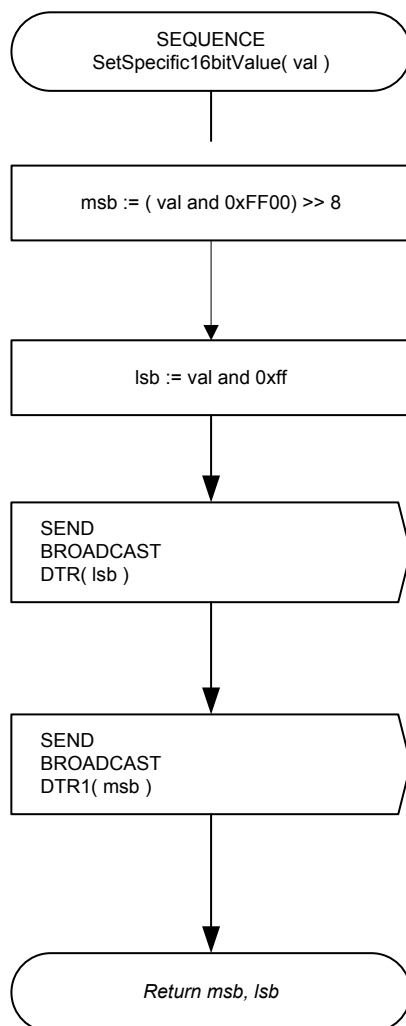 SEQUENCE
SetSpecific16bitValue( val )
msb := ( val and 0xFF00) >> 8
lsb := val and 0xff
SEND
BROADCAST
DTR( lsb )
SEND
BROADCAST
DTR1( msb )
Return msb, lsb